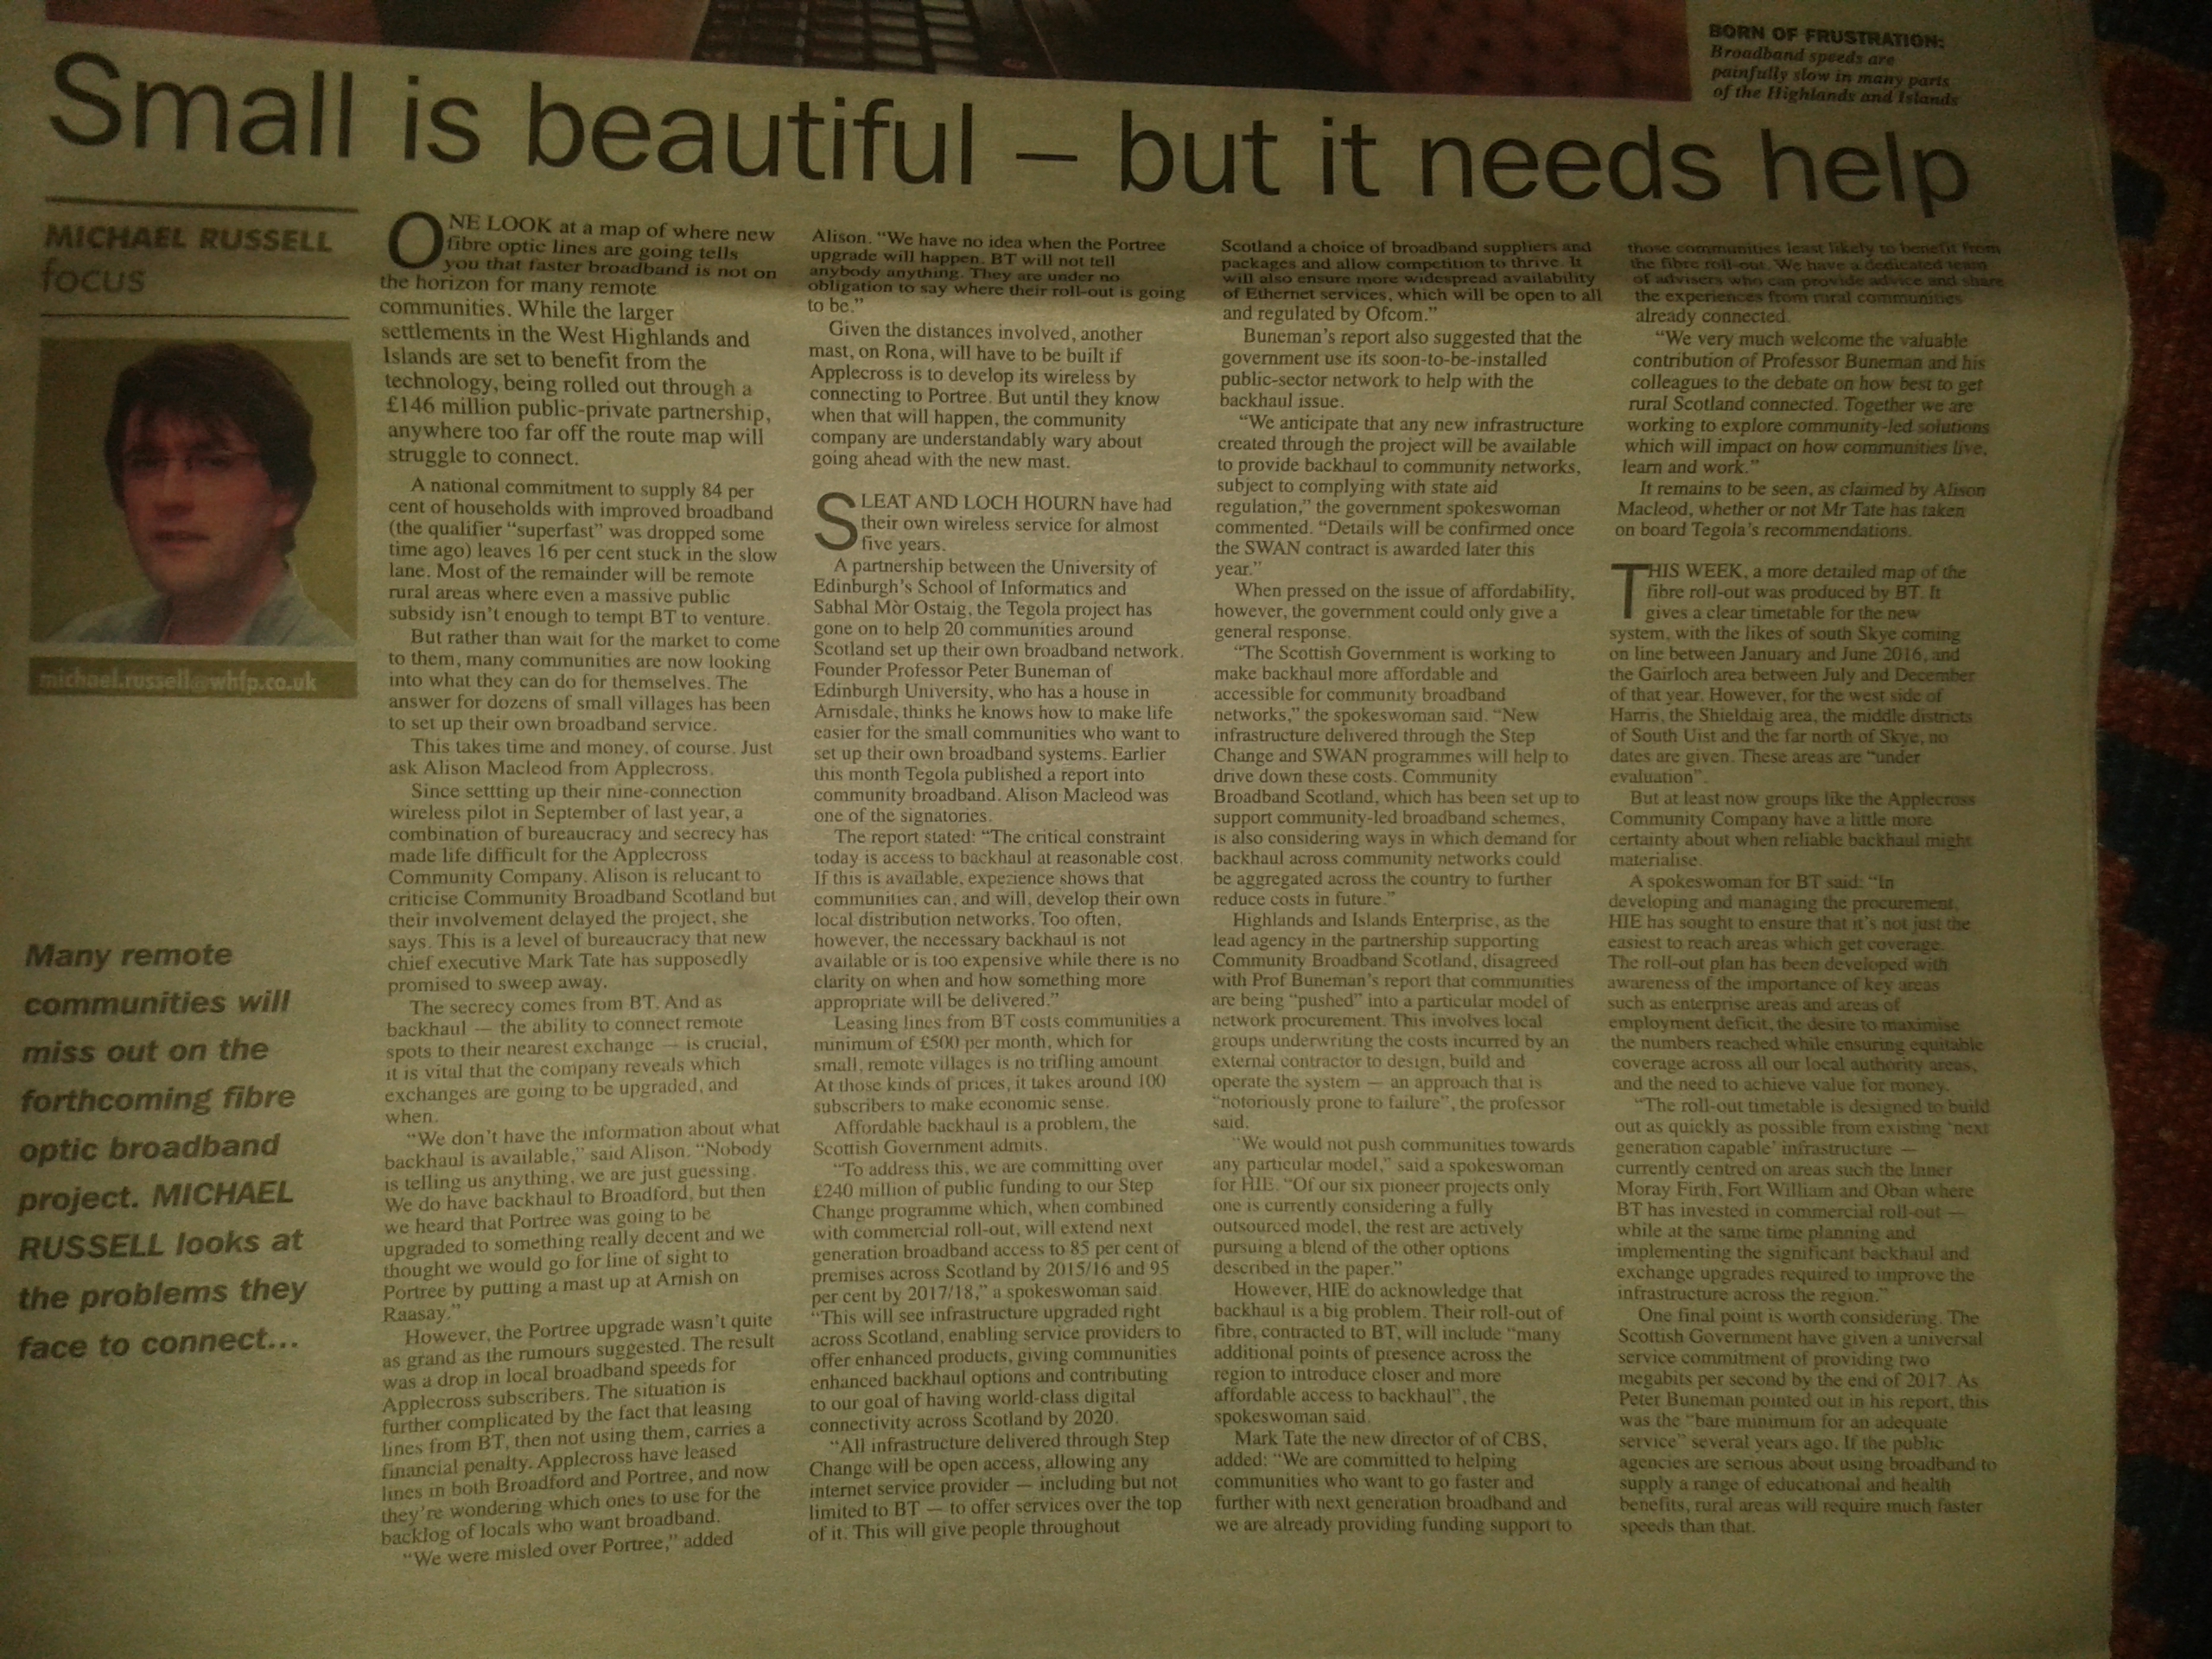 BORN OF FRUSTRATION:
Broadband speeds are
painfully slow in many parts
of the Highlands and Islands
Small is beautiful – but it needs help
MICHAEL RUSSELL
focus
michael.russell@whfp.co.uk
Many remote
communities will
miss out on the
forthcoming fibre
optic broadband
project. MICHAEL
RUSSELL looks at
the problems they
face to connect...
ONE LOOK at a map of where new
fibre optic lines are going tells
you that faster broadband is not on
the horizon for many remote
communities. While the larger
settlements in the West Highlands and
Islands are set to benefit from the
technology, being rolled out through a
£146 million public-private partnership,
anywhere too far off the route map will
struggle to connect.
A national commitment to supply 84 per
cent of households with improved broadband
(the qualifier “superfast” was dropped some
time ago) leaves 16 per cent stuck in the slow
lane. Most of the remainder will be remote
rural areas where even a massive public
subsidy isn’t enough to tempt BT to venture.
But rather than wait for the market to come
to them, many communities are now looking
into what they can do for themselves. The
answer for dozens of small villages has been
to set up their own broadband service.
This takes time and money, of course. Just
ask Alison Macleod from Applecross.
Since settting up their nine-connection
wireless pilot in September of last year, a
combination of bureaucracy and secrecy has
made life difficult for the Applecross
Community Company. Alison is relucant to
criticise Community Broadband Scotland but
their involvement delayed the project, she
says. This is a level of bureaucracy that new
chief executive Mark Tate has supposedly
promised to sweep away.
The secrecy comes from BT. And as
backhaul — the ability to connect remote
spots to their nearest exchange — is crucial,
it is vital that the company reveals which
exchanges are going to be upgraded, and
when.
“We don’t have the information about what
backhaul is available,” said Alison. “Nobody
is telling us anything, we are just guessing.
We do have backhaul to Broadford, but then
we heard that Portree was going to be
upgraded to something really decent and we
thought we would go for line of sight to
Portree by putting a mast up at Arnish on
Raasay.”
However, the Portree upgrade wasn’t quite
as grand as the rumours suggested. The result
was a drop in local broadband speeds for
Applecross subscribers. The situation is
further complicated by the fact that leasing
lines from BT, then not using them, carries a
financial penalty. Applecross have leased
lines in both Broadford and Portree, and now
they’re wondering which ones to use for the
backlog of locals who want broadband.
“We were misled over Portree,” added
Alison. “We have no idea when the Portree
upgrade will happen. BT will not tell
anybody anything. They are under no
obligation to say where their roll-out is going
to be.”
Given the distances involved, another
mast, on Rona, will have to be built if
Applecross is to develop its wireless by
connecting to Portree. But until they know
when that will happen, the community
company are understandably wary about
going ahead with the new mast.
SLEAT AND LOCH HOURN have had
their own wireless service for almost
five years.
A partnership between the University of
Edinburgh’s School of Informatics and
Sabhal Mòr Ostaig, the Tegola project has
gone on to help 20 communities around
Scotland set up their own broadband network.
Founder Professor Peter Buneman of
Edinburgh University, who has a house in
Arnisdale, thinks he knows how to make life
easier for the small communities who want to
set up their own broadband systems. Earlier
this month Tegola published a report into
community broadband. Alison Macleod was
one of the signatories.
The report stated: “The critical constraint
today is access to backhaul at reasonable cost.
If this is available, experience shows that
communities can, and will, develop their own
local distribution networks. Too often,
however, the necessary backhaul is not
available or is too expensive while there is no
clarity on when and how something more
appropriate will be delivered.”
Leasing lines from BT costs communities a
minimum of £500 per month, which for
small, remote villages is no trifling amount.
At those kinds of prices, it takes around 100
subscribers to make economic sense.
Affordable backhaul is a problem, the
Scottish Government admits.
“To address this, we are committing over
£240 million of public funding to our Step
Change programme which, when combined
with commercial roll-out, will extend next
generation broadband access to 85 per cent of
premises across Scotland by 2015/16 and 95
per cent by 2017/18,” a spokeswoman said.
“This will see infrastructure upgraded right
across Scotland, enabling service providers to
offer enhanced products, giving communities
enhanced backhaul options and contributing
to our goal of having world-class digital
connectivity across Scotland by 2020.
“All infrastructure delivered through Step
Change will be open access, allowing any
internet service provider — including but not
limited to BT — to offer services over the top
of it. This will give people throughout
Scotland a choice of broadband suppliers and
packages and allow competition to thrive. It
will also ensure more widespread availability
of Ethernet services, which will be open to all
and regulated by Ofcom.”
Buneman’s report also suggested that the
government use its soon-to-be-installed
public-sector network to help with the
backhaul issue.
“We anticipate that any new infrastructure
created through the project will be available
to provide backhaul to community networks,
subject to complying with state aid
regulation,” the government spokeswoman
commented. “Details will be confirmed once
the SWAN contract is awarded later this
year.”
When pressed on the issue of affordability,
however, the government could only give a
general response.
“The Scottish Government is working to
make backhaul more affordable and
accessible for community broadband
networks,” the spokeswoman said. “New
infrastructure delivered through the Step
Change and SWAN programmes will help to
drive down these costs. Community
Broadband Scotland, which has been set up to
support community-led broadband schemes,
is also considering ways in which demand for
backhaul across community networks could
be aggregated across the country to further
reduce costs in future.”
Highlands and Islands Enterprise, as the
lead agency in the partnership supporting
Community Broadband Scotland, disagreed
with Prof Buneman’s report that communities
are being “pushed” into a particular model of
network procurement. This involves local
groups underwriting the costs incurred by an
external contractor to design, build and
operate the system — an approach that is
“notoriously prone to failure”, the professor
said.
“We would not push communities towards
any particular model,” said a spokeswoman
for HIE. “Of our six pioneer projects only
one is currently considering a fully
outsourced model, the rest are actively
pursuing a blend of the other options
described in the paper.”
However, HIE do acknowledge that
backhaul is a big problem. Their roll-out of
fibre, contracted to BT, will include “many
additional points of presence across the
region to introduce closer and more
affordable access to backhaul”, the
spokeswoman said.
Mark Tate the new director of of CBS,
added: “We are committed to helping
communities who want to go faster and
further with next generation broadband and
we are already providing funding support to
those communities least likely to benefit from
the fibre roll-out. We have a dedicated team
of advisers who can provide advice and share
the experiences from rural communities
already connected.
“We very much welcome the valuable
contribution of Professor Buneman and his
colleagues to the debate on how best to get
rural Scotland connected. Together we are
working to explore community-led solutions
which will impact on how communities live,
learn and work.”
It remains to be seen, as claimed by Alison
Macleod, whether or not Mr Tate has taken
on board Tegola’s recommendations.
THIS WEEK, a more detailed map of the
fibre roll-out was produced by BT. It
gives a clear timetable for the new
system, with the likes of south Skye coming
on line between January and June 2016, and
the Gairloch area between July and December
of that year. However, for the west side of
Harris, the Shieldaig area, the middle districts
of South Uist and the far north of Skye, no
dates are given. These areas are “under
evaluation”.
But at least now groups like the Applecross
Community Company have a little more
certainty about when reliable backhaul might
materialise.
A spokeswoman for BT said: “In
developing and managing the procurement,
HIE has sought to ensure that it’s not just the
easiest to reach areas which get coverage.
The roll-out plan has been developed with
awareness of the importance of key areas
such as enterprise areas and areas of
employment deficit, the desire to maximise
the numbers reached while ensuring equitable
coverage across all our local authority areas,
and the need to achieve value for money.
“The roll-out timetable is designed to build
out as quickly as possible from existing ‘next
generation capable’ infrastructure —
currently centred on areas such the Inner
Moray Firth, Fort William and Oban where
BT has invested in commercial roll-out —
while at the same time planning and
implementing the significant backhaul and
exchange upgrades required to improve the
infrastructure across the region.”
One final point is worth considering. The
Scottish Government have given a universal
service commitment of providing two
megabits per second by the end of 2017. As
Peter Buneman pointed out in his report, this
was the “bare minimum for an adequate
service” several years ago. If the public
agencies are serious about using broadband to
supply a range of educational and health
benefits, rural areas will require much faster
speeds than that.